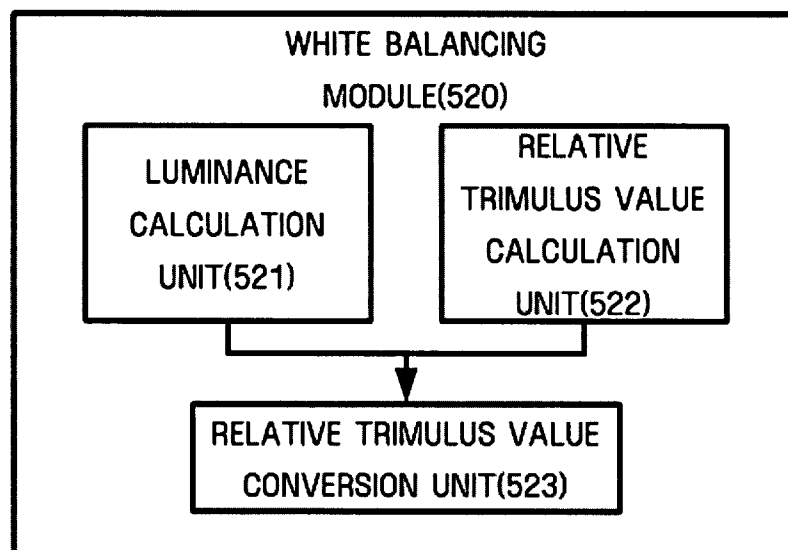 WHITE BALANCING
MODULE(520)
LUMINANCE
CALCULATION
UNIT(521)
RELATIVE
TRIMULUS VALUE
CALCULATION
UNIT(522)
RELATIVE TRIMULUS VALUE
CONVERSION UNIT(523)